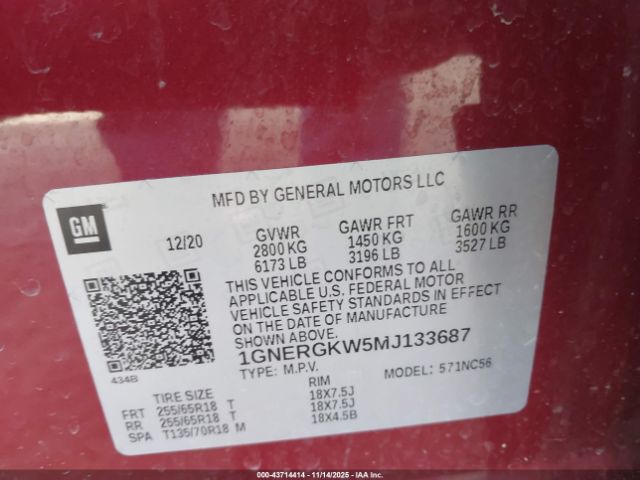 MFD BY GENERAL MOTORS LLC
GM
12/20
GVWR GAWR FRT GAWR RR
2800 KG 1450 KG 1600 KG
6173 LB 3196 LB 3527 LB
THIS VEHICLE CONFORMS TO ALL
APPLICABLE U.S. FEDERAL MOTOR
VEHICLE SAFETY STANDARDS IN EFFECT
ON THE DATE OF MANUFACTURE
SHOWN ABOVE.
1GNERGKW5MJ133687
434B
TYPE: M.P.V. MODEL: 571NC56
TIRE SIZE RIM
FRT 255/65R18 T 18X7.5J
RR 255/65R18 T 18X7.5J
SPA T135/70R18 M 18X4.5B
000-43714414 - 11/14/2025 - IAAI.COM